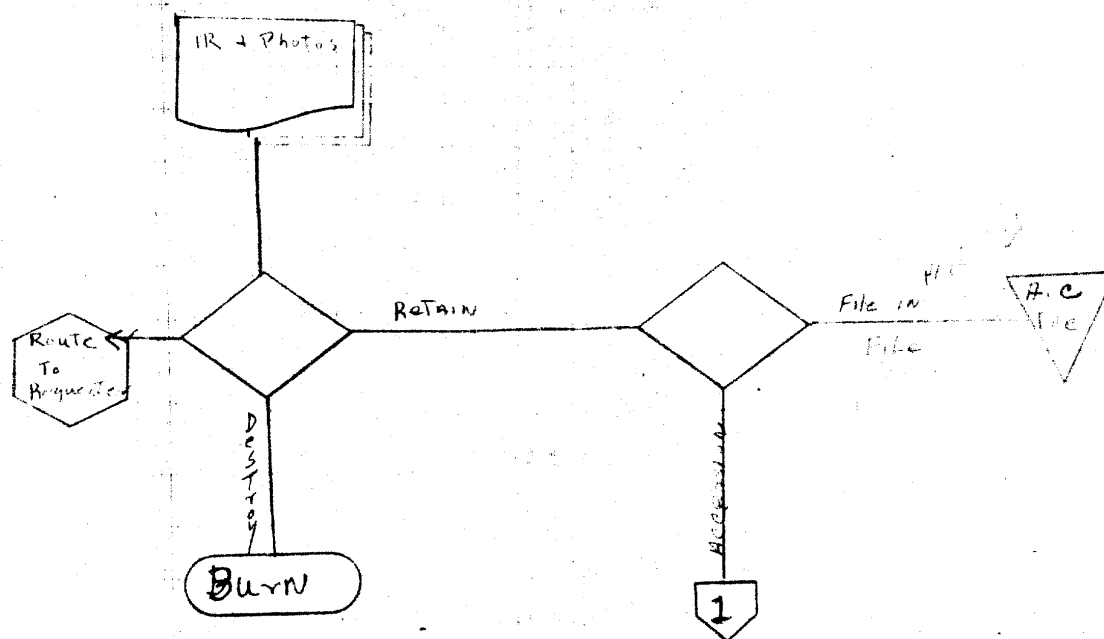 IR + Photos
Route
To
Requester
RETAIN
File in
File
A.C
File
DESTroy
BurN
1